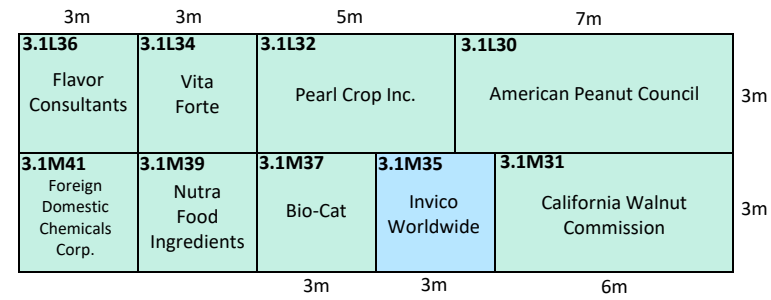 3m 3m 5m 7m
3.1L36 3.1L34 3.1L32 3.1L30
Flavor
Consultants
Vita
Forte
Pearl Crop Inc.
American Peanut Council
3m
3.1M41 3.1M39 3.1M37 3.1M35 3.1M31
Foreign
Domestic
Chemicals
Corp.
Nutra
Food
Ingredients
Bio-Cat
Invico
Worldwide
California Walnut
Commission
3m
3m 3m 6m